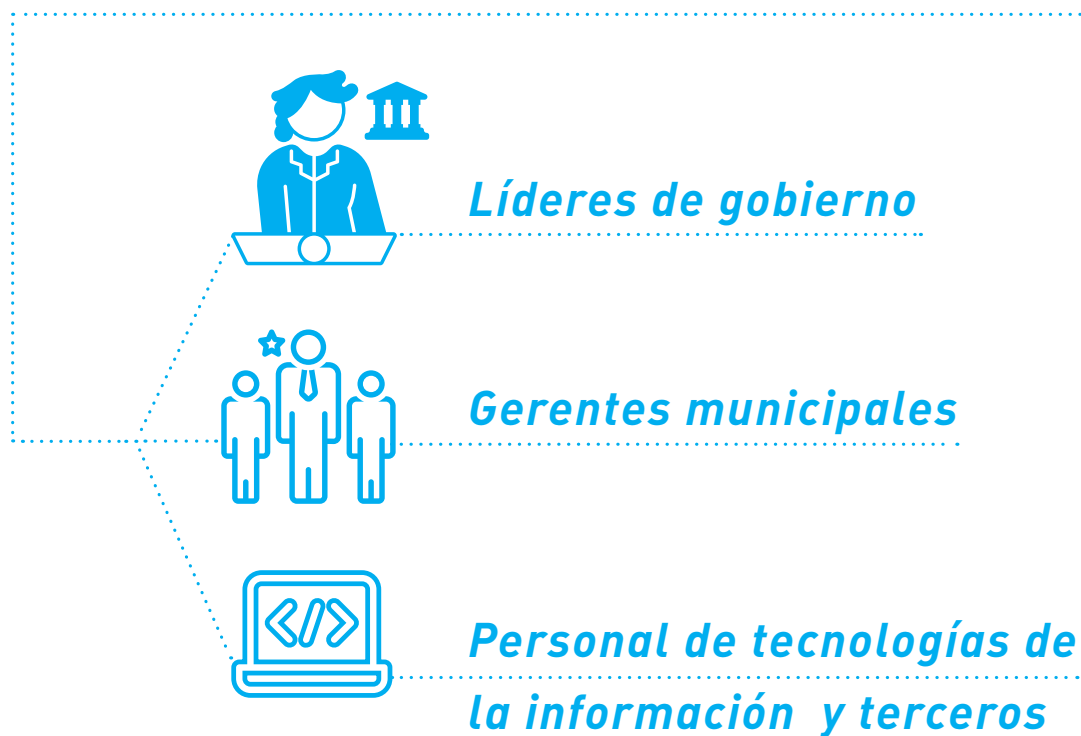 Líderes de gobierno
Gerentes municipales
Personal de tecnologías de
la información y terceros